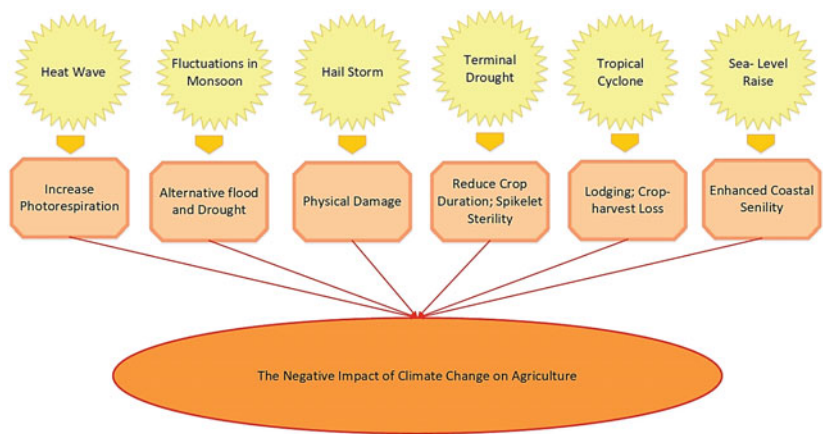 Heat Wave
Fluctuations in
Monsoon
Hail Storm
Terminal
Drought
Tropical
Cyclone
Sea- Level
Raise
Increase
Photorespiration
Alternative flood
and Drought
Physical Damage
Reduce Crop
Duration; Spikelet
Sterility
Lodging; Crop-
harvest Loss
Enhanced Coastal
Senility
The Negative Impact of Climate Change on Agriculture